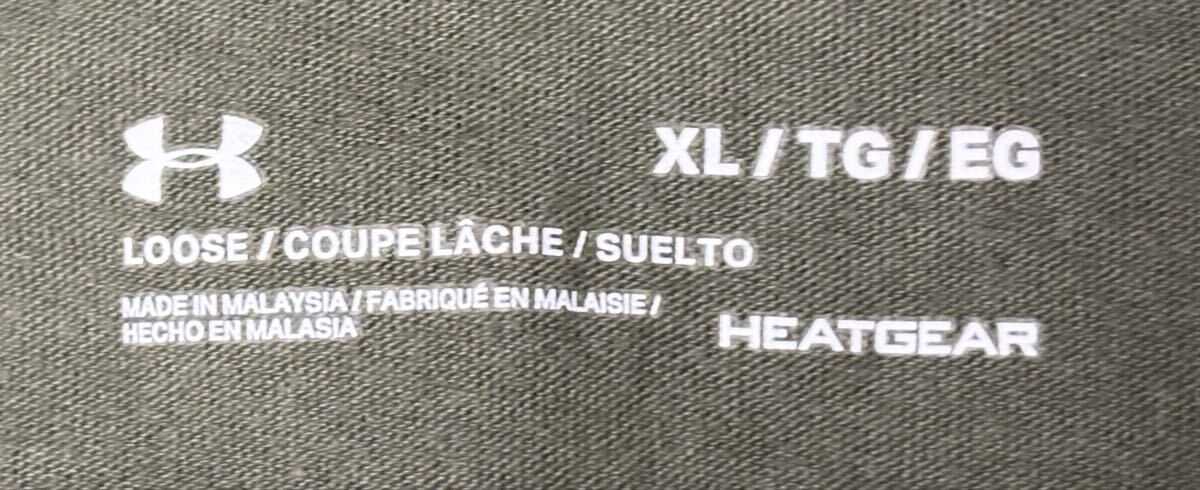 XL / TG / EG
LOOSE / COUPE LÂCHE / SUELTO
MADE IN MALAYSIA / FABRIQUÉ EN MALAISIE /
HECHO EN MALASIA
HEATGEAR